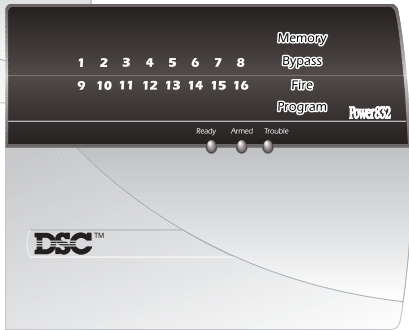 Memory
1 2 3 4 5 6 7 8 Bypass
9 10 11 12 13 14 15 16 Fire
Program Power832
Ready Armed Trouble
DSC™